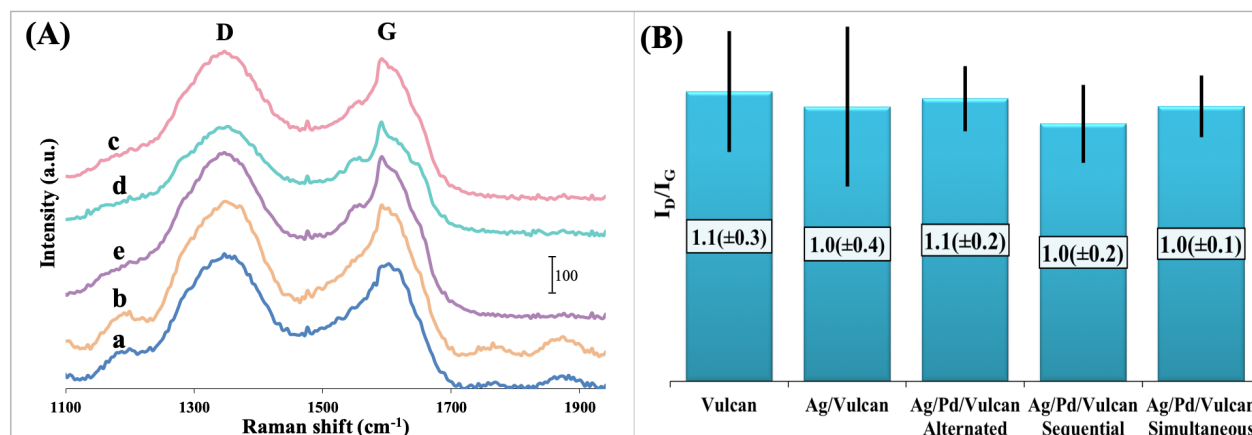 (A)
D
G
c
d
e
b
a
100
Intensity (a.u.)
1100
1300
1500
1700
1900
Raman shift (cm⁻¹)
(B)
I_D/I_G
1.1(±0.3)
1.0(±0.4)
1.1(±0.2)
1.0(±0.2)
1.0(±0.1)
Vulcan
Ag/Vulcan
Ag/Pd/Vulcan
Alternated
Ag/Pd/Vulcan
Sequential
Ag/Pd/Vulcan
Simultaneous